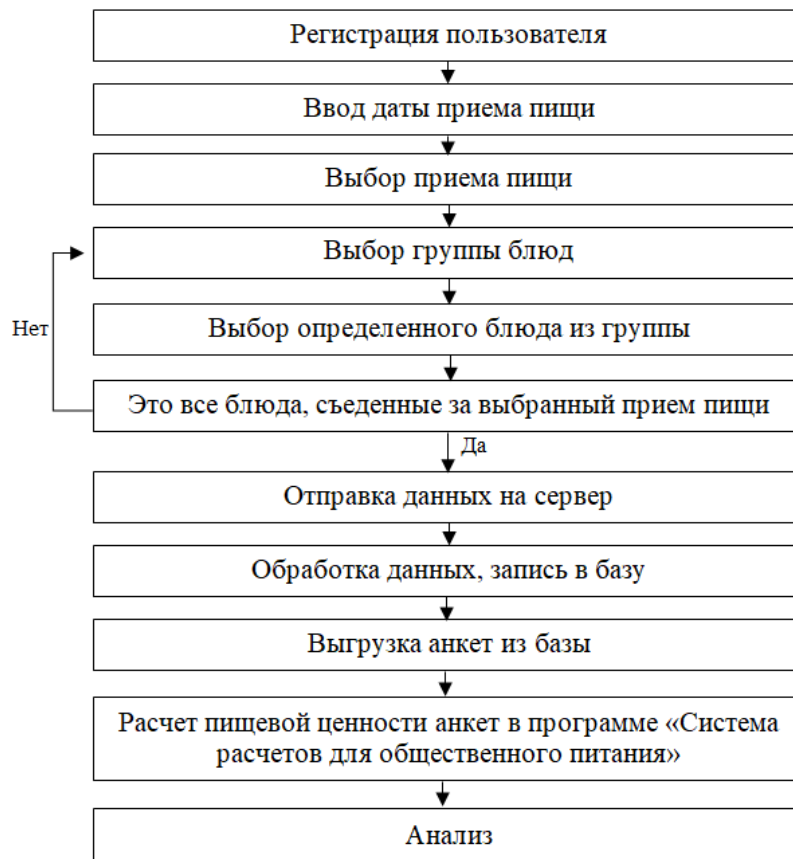 Регистрация пользователя
Ввод даты приема пищи
Выбор приема пищи
Выбор группы блюд
Нет
Выбор определенного блюда из группы
Это все блюда, съеденные за выбранный прием пищи
Да
Отправка данных на сервер
Обработка данных, запись в базу
Выгрузка анкет из базы
Расчет пищевой ценности анкет в программе «Система
расчетов для общественного питания»
Анализ